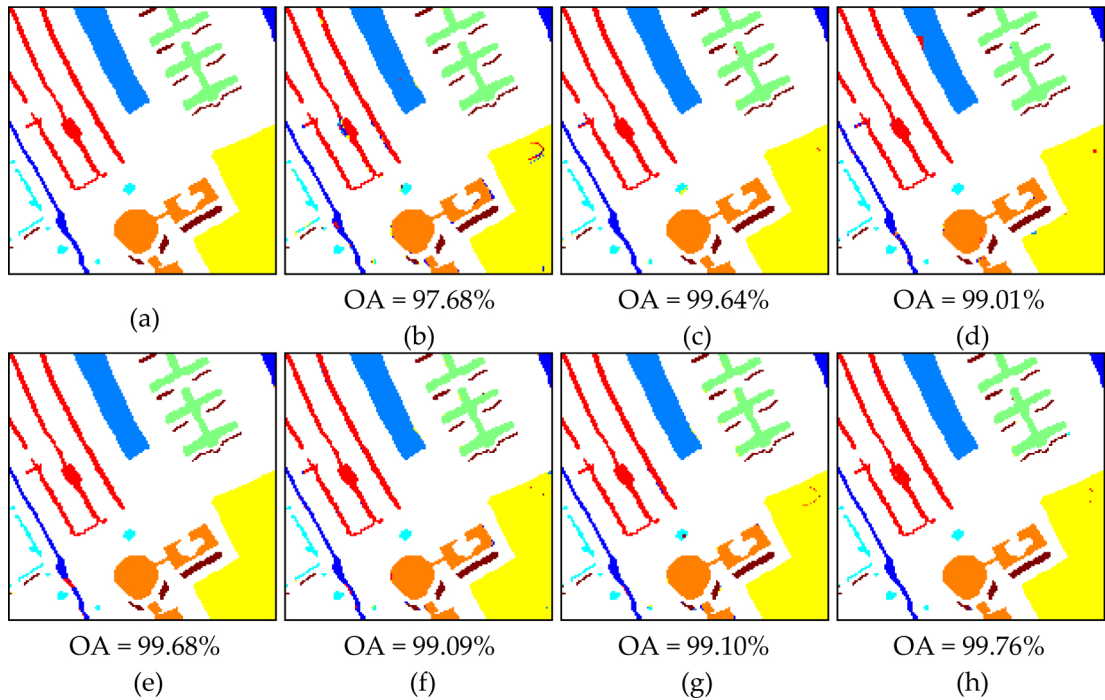 (a)
OA = 97.68%
(b)
OA = 99.64%
(c)
OA = 99.01%
(d)
OA = 99.68%
(e)
OA = 99.09%
(f)
OA = 99.10%
(g)
OA = 99.76%
(h)